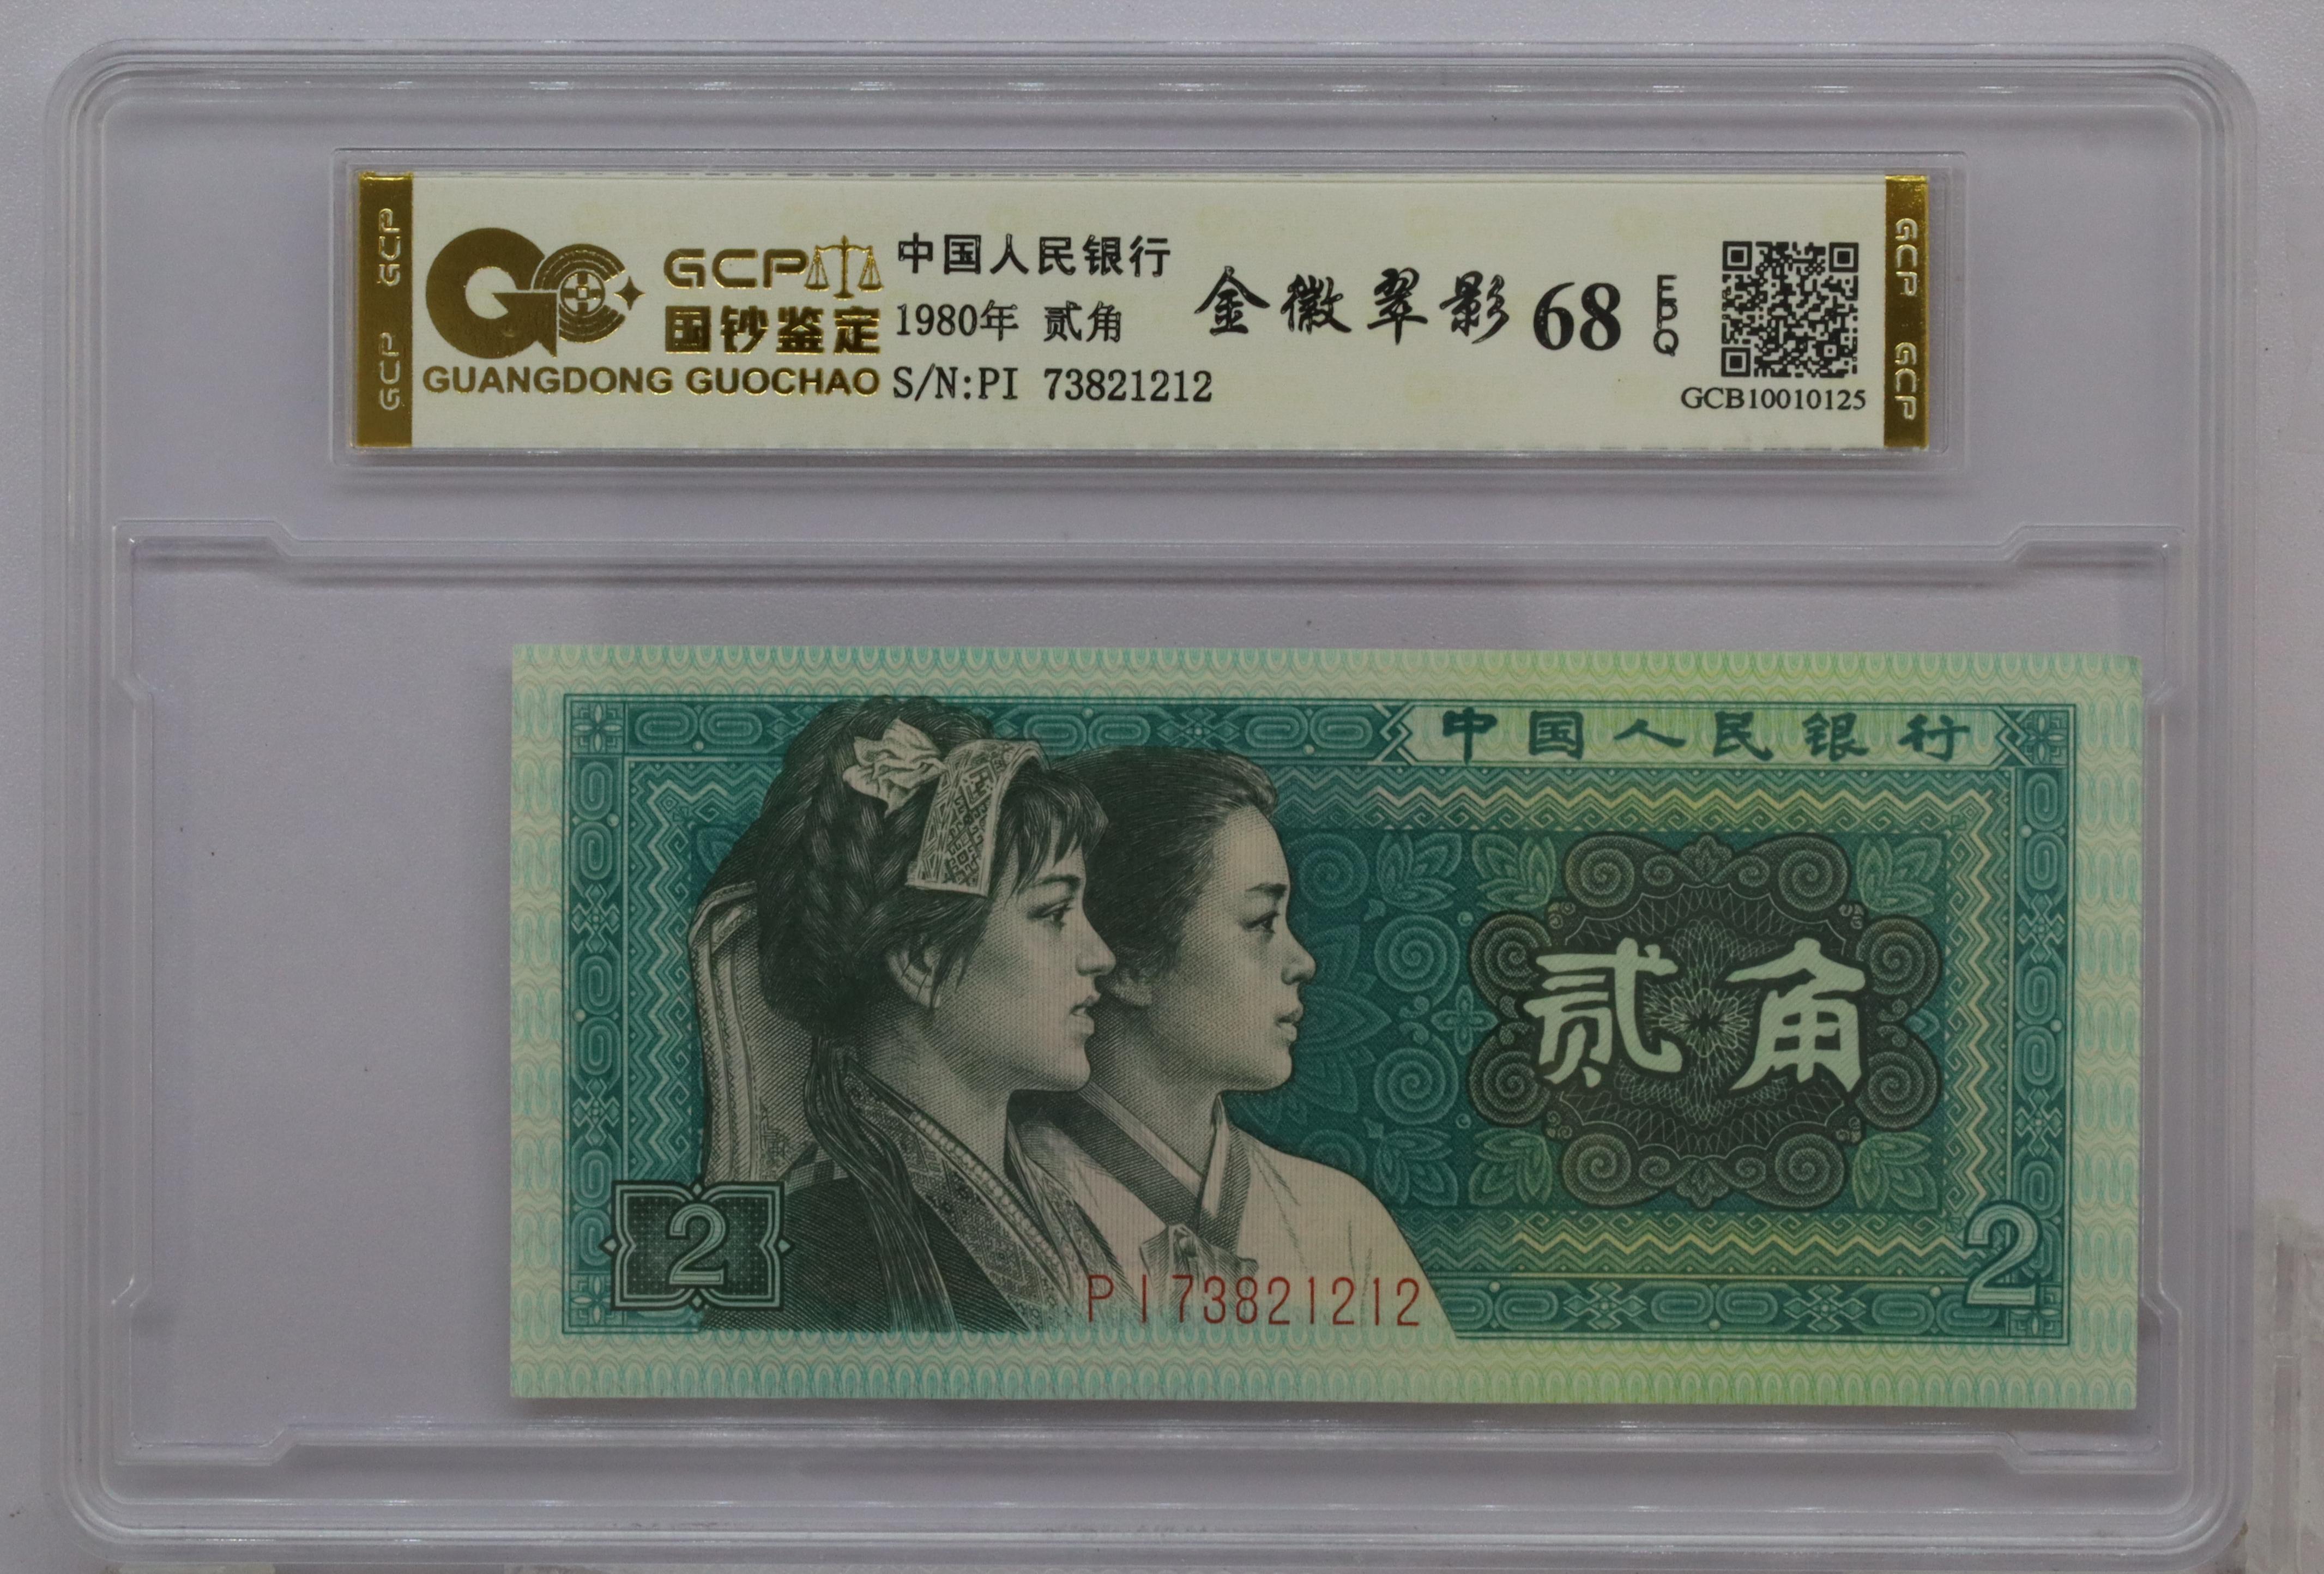 GCP GCP
GCP
国钞鉴定
GUANGDONG GUOCHAO
中国人民银行
1980年 贰角
S/N:PI 73821212
金徽翠影 68 EPQ
GCB10010125
GCP GCP
中国人民银行
贰角
2
PI73821212
2